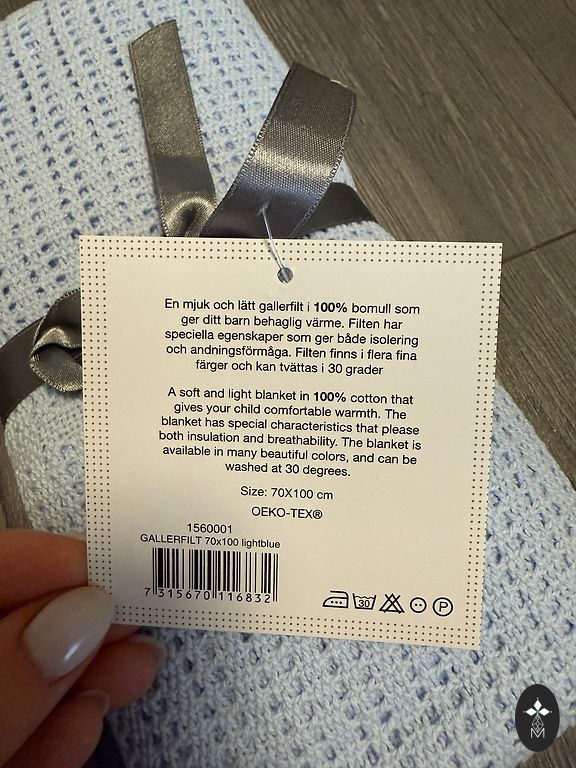 En mjuk och lätt gallerfilt i 100% bomull som
ger ditt barn behaglig värme. Filten har
speciella egenskaper som ger både isolering
och andningsförmåga. Filten finns i flera fina
färger och kan tvättas i 30 grader
A soft and light blanket in 100% cotton that
gives your child comfortable warmth. The
blanket has special characteristics that please
both insulation and breathability. The blanket is
available in many beautiful colors, and can be
washed at 30 degrees.
Size: 70X100 cm
OEKO-TEX®
1560001
GALLERFILT 70x100 lightblue
7 315670 116832
30 P
M